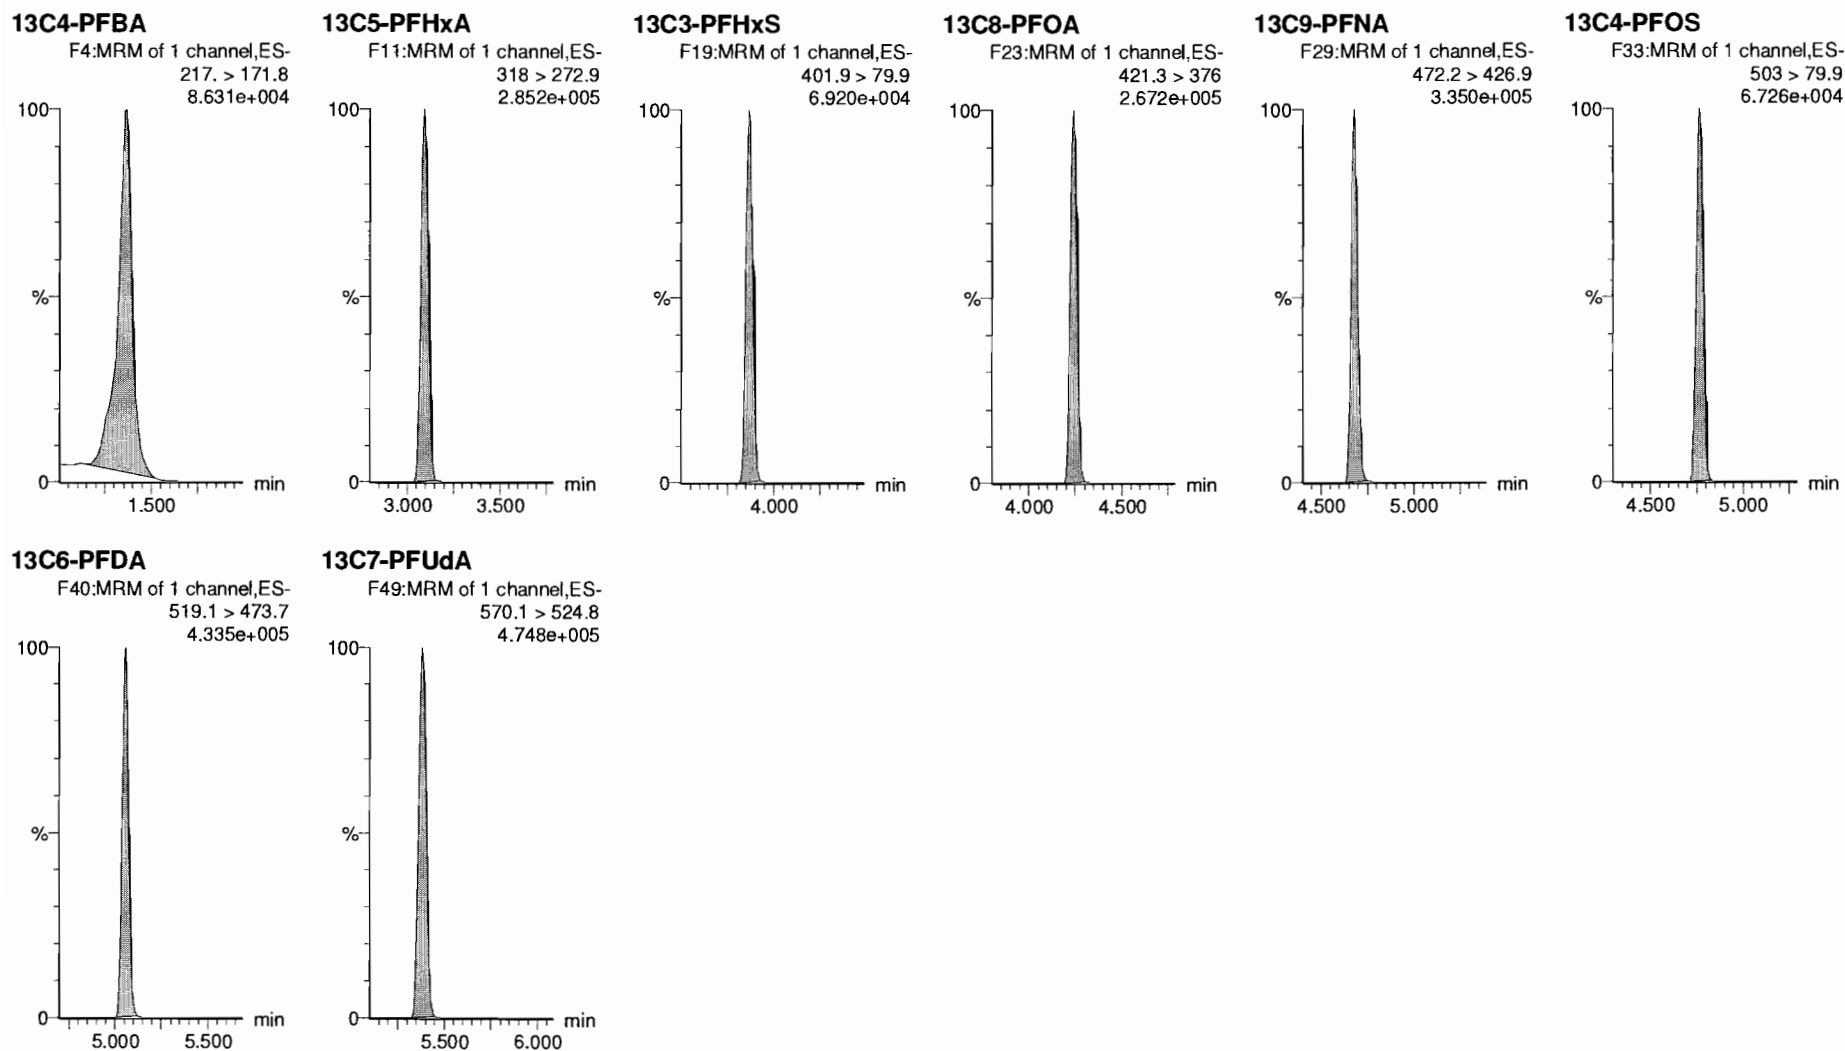 13C4-PFBA
F4:MRM of 1 channel,ES-
217. > 171.8
8.631e+004
100
%
0
min
1.500
13C5-PFHxA
F11:MRM of 1 channel,ES-
318 > 272.9
2.852e+005
100
%
0
min
3.000 3.500
13C3-PFHxS
F19:MRM of 1 channel,ES-
401.9 > 79.9
6.920e+004
100
%
0
min
4.000
13C8-PFOA
F23:MRM of 1 channel,ES-
421.3 > 376
2.672e+005
100
%
0
min
4.000 4.500
13C9-PFNA
F29:MRM of 1 channel,ES-
472.2 > 426.9
3.350e+005
100
%
0
min
4.500 5.000
13C4-PFOS
F33:MRM of 1 channel,ES-
503 > 79.9
6.726e+004
100
%
0
min
4.500 5.000
13C6-PFDA
F40:MRM of 1 channel,ES-
519.1 > 473.7
4.335e+005
100
%
0
min
5.000 5.500
13C7-PFUdA
F49:MRM of 1 channel,ES-
570.1 > 524.8
4.748e+005
100
%
0
min
5.500 6.000